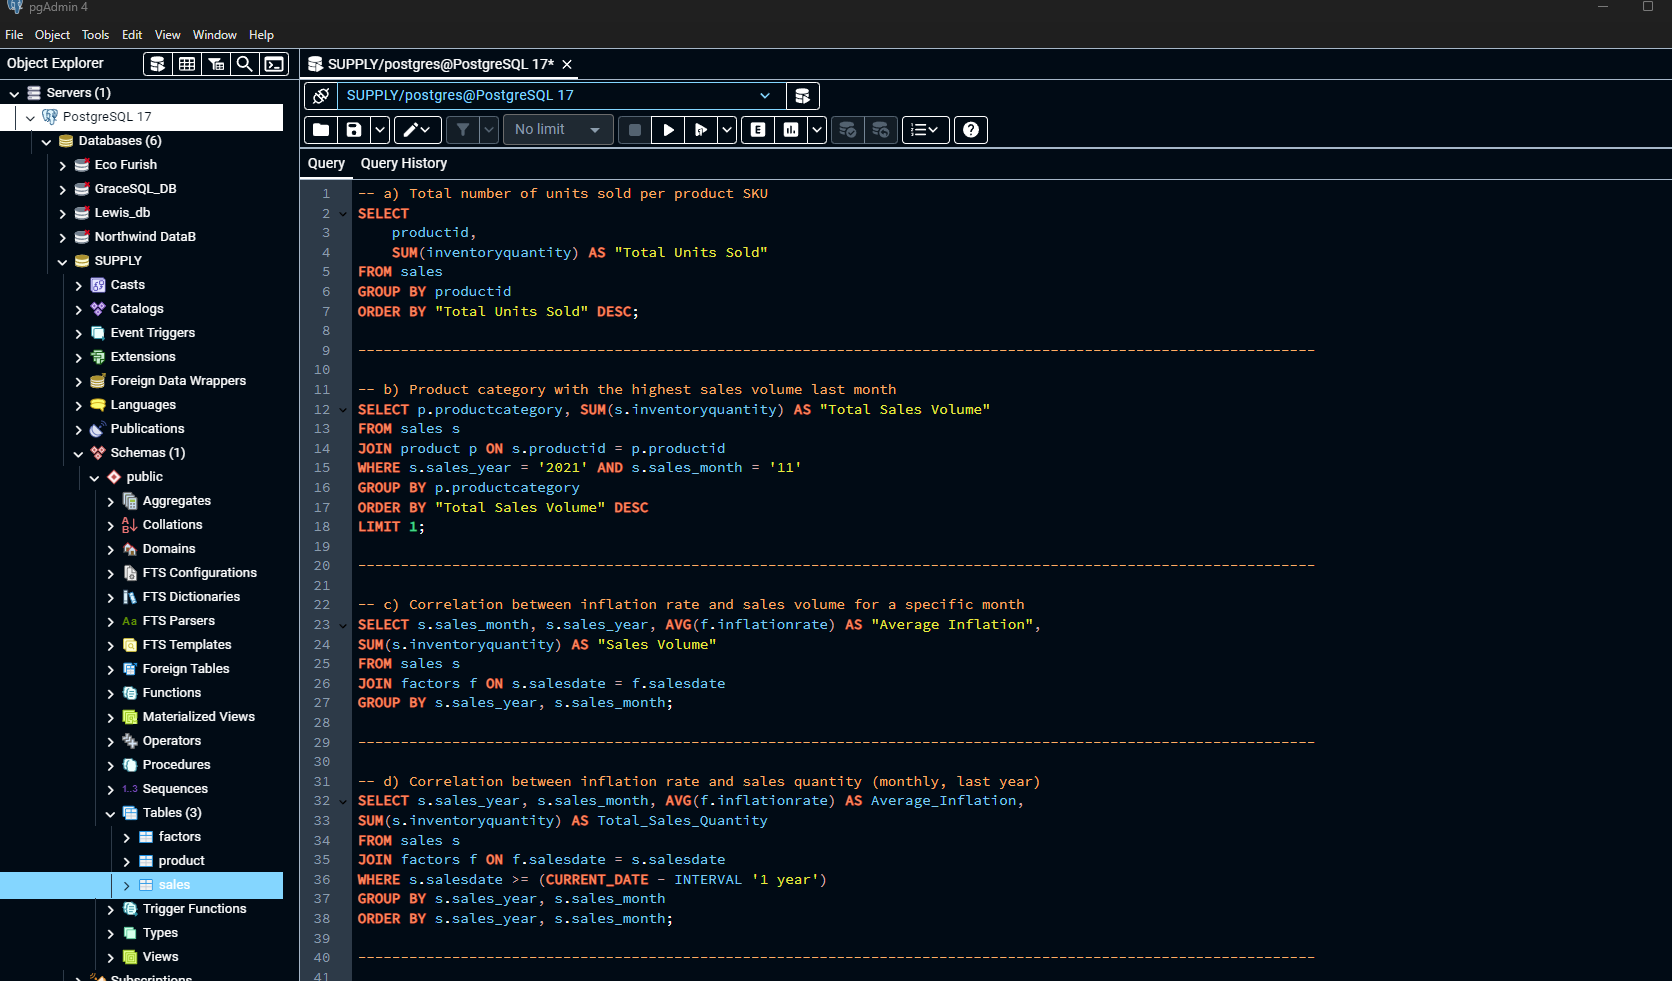 pgAdmin 4
File Object Tools Edit View Window Help
Object Explorer
SUPPLY/postgres@PostgreSQL 17*
Servers (1)
PostgreSQL 17
Databases (6)
Eco Furish
GraceSQL_DB
Lewis_db
Northwind DataB
SUPPLY
Casts
Catalogs
Event Triggers
Extensions
Foreign Data Wrappers
Languages
Publications
Schemas (1)
public
Aggregates
Collations
Domains
FTS Configurations
FTS Dictionaries
Aa FTS Parsers
FTS Templates
Foreign Tables
Functions
Materialized Views
Operators
Procedures
1..3 Sequences
Tables (3)
factors
product
sales
Trigger Functions
Types
Views
Subscriptions
SUPPLY/postgres@PostgreSQL 17
No limit
E
Query Query History
1 -- a) Total number of units sold per product SKU
2 SELECT
3 productid,
4 SUM(inventoryquantity) AS "Total Units Sold"
5 FROM sales
6 GROUP BY productid
7 ORDER BY "Total Units Sold" DESC;
8
9 ----------------------------------------------------------------------------------------------------------------
10
11 -- b) Product category with the highest sales volume last month
12 SELECT p.productcategory, SUM(s.inventoryquantity) AS "Total Sales Volume"
13 FROM sales s
14 JOIN product p ON s.productid = p.productid
15 WHERE s.sales_year = '2021' AND s.sales_month = '11'
16 GROUP BY p.productcategory
17 ORDER BY "Total Sales Volume" DESC
18 LIMIT 1;
19
20 ----------------------------------------------------------------------------------------------------------------
21
22 -- c) Correlation between inflation rate and sales volume for a specific month
23 SELECT s.sales_month, s.sales_year, AVG(f.inflationrate) AS "Average Inflation",
24 SUM(s.inventoryquantity) AS "Sales Volume"
25 FROM sales s
26 JOIN factors f ON s.salesdate = f.salesdate
27 GROUP BY s.sales_year, s.sales_month;
28
29 ----------------------------------------------------------------------------------------------------------------
30
31 -- d) Correlation between inflation rate and sales quantity (monthly, last year)
32 SELECT s.sales_year, s.sales_month, AVG(f.inflationrate) AS Average_Inflation,
33 SUM(s.inventoryquantity) AS Total_Sales_Quantity
34 FROM sales s
35 JOIN factors f ON f.salesdate = s.salesdate
36 WHERE s.salesdate >= (CURRENT_DATE - INTERVAL '1 year')
37 GROUP BY s.sales_year, s.sales_month
38 ORDER BY s.sales_year, s.sales_month;
39
40 ----------------------------------------------------------------------------------------------------------------
41